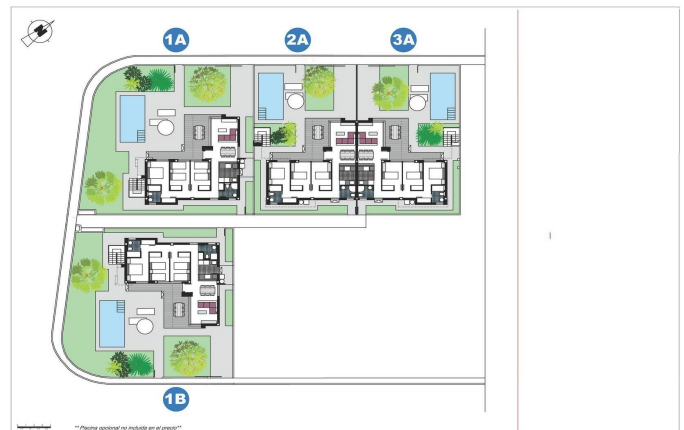 N
1A
2A
3A
1B
** Piscina opcional no incluida en el precio**